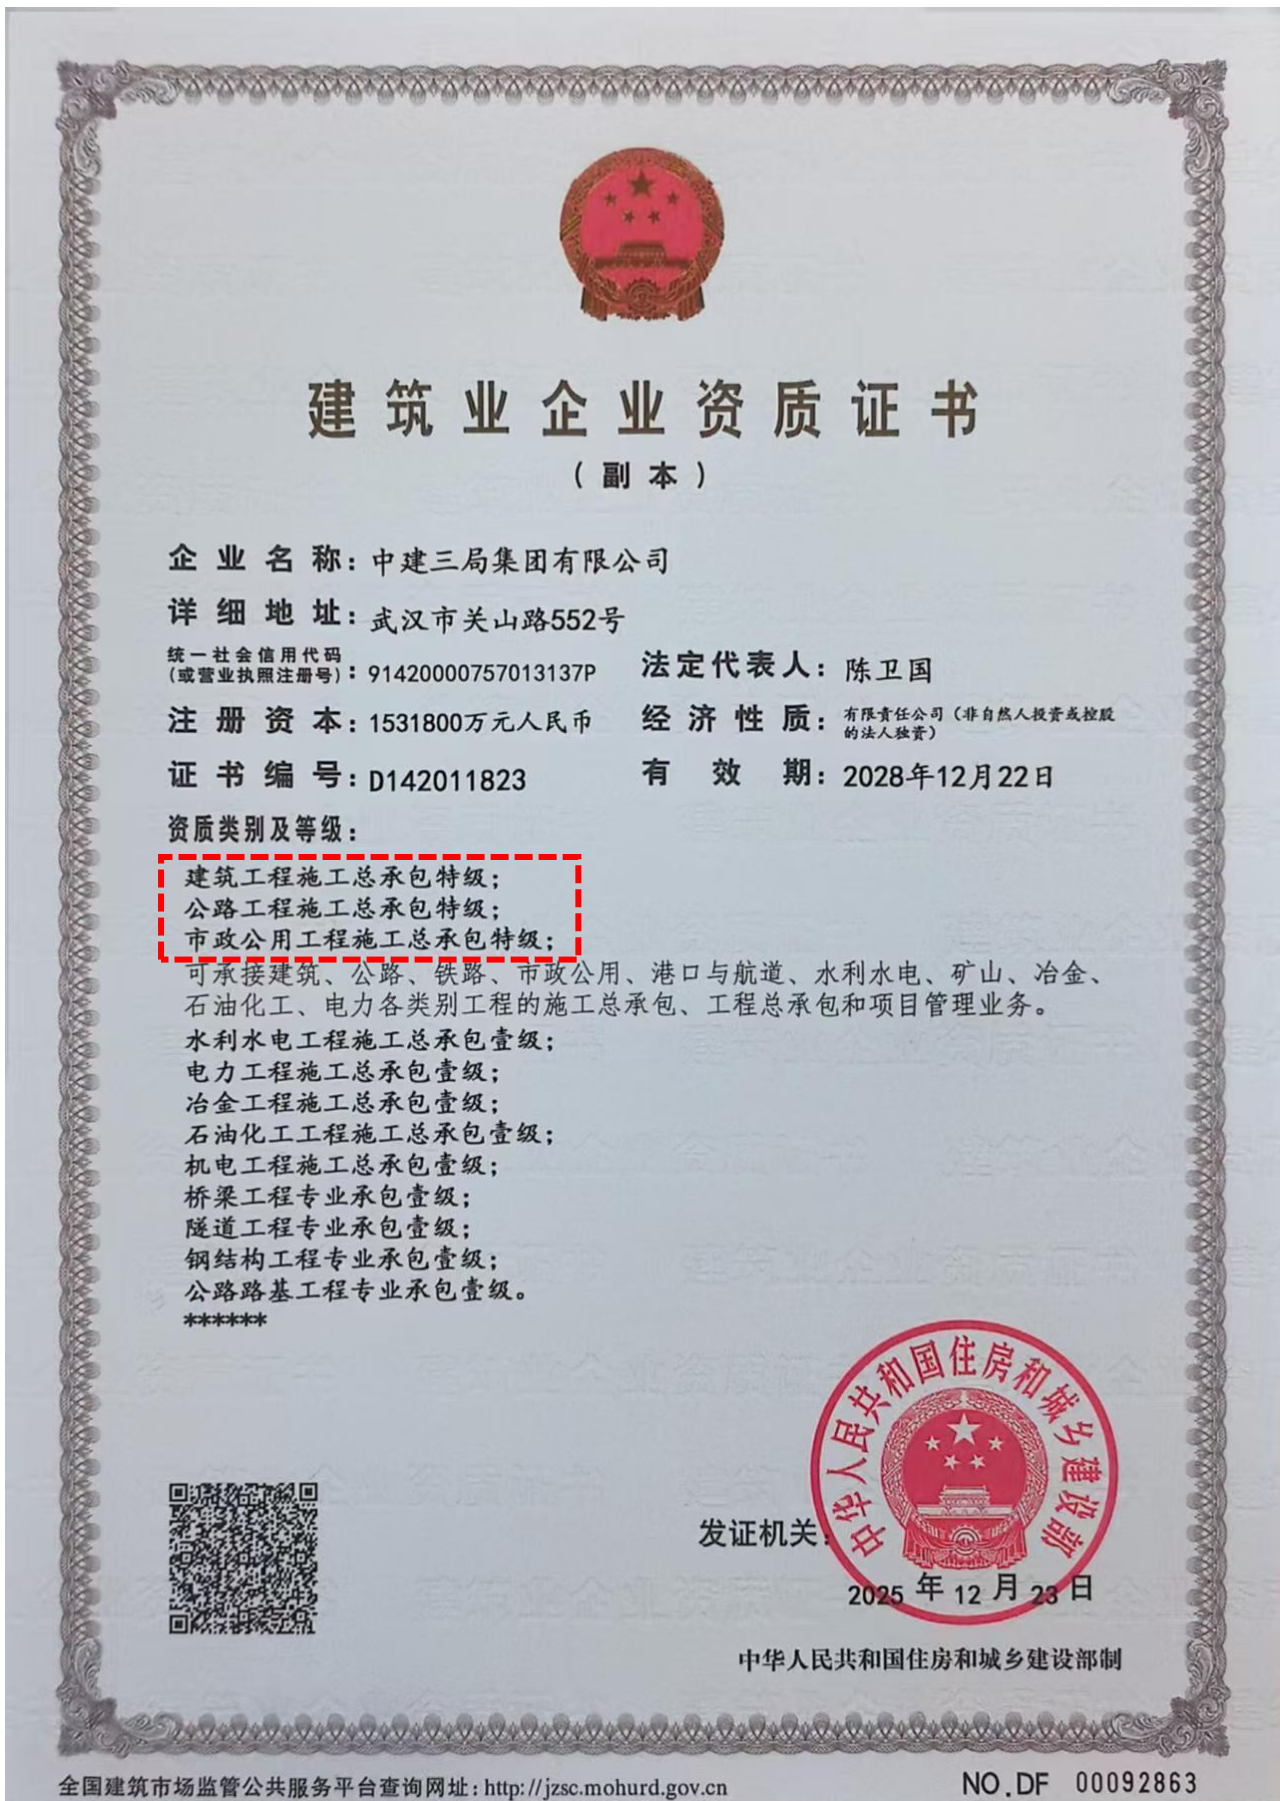 建筑业企业资质证书
（副本）
企业名称：中建三局集团有限公司
详细地址：武汉市关山路552号
统一社会信用代码
(或营业执照注册号)：91420000757013137P
法定代表人：陈卫国
注册资本：1531800万元人民币
经济性质：有限责任公司（非自然人投资或控股
的法人独资）
证书编号：D142011823
有效期：2028年12月22日
资质类别及等级：
建筑工程施工总承包特级；
公路工程施工总承包特级；
市政公用工程施工总承包特级；
可承接建筑、公路、铁路、市政公用、港口与航道、水利水电、矿山、冶金、
石油化工、电力各类别工程的施工总承包、工程总承包和项目管理业务。
水利水电工程施工总承包壹级；
电力工程施工总承包壹级；
冶金工程施工总承包壹级；
石油化工工程施工总承包壹级；
机电工程施工总承包壹级；
桥梁工程专业承包壹级；
隧道工程专业承包壹级；
钢结构工程专业承包壹级；
公路路基工程专业承包壹级。
******
中华人民共和国住房和城乡建设部
发证机关：
2025年12月23日
中华人民共和国住房和城乡建设部制
全国建筑市场监管公共服务平台查询网址：http://jzsc.mohurd.gov.cn
NO.DF 00092863